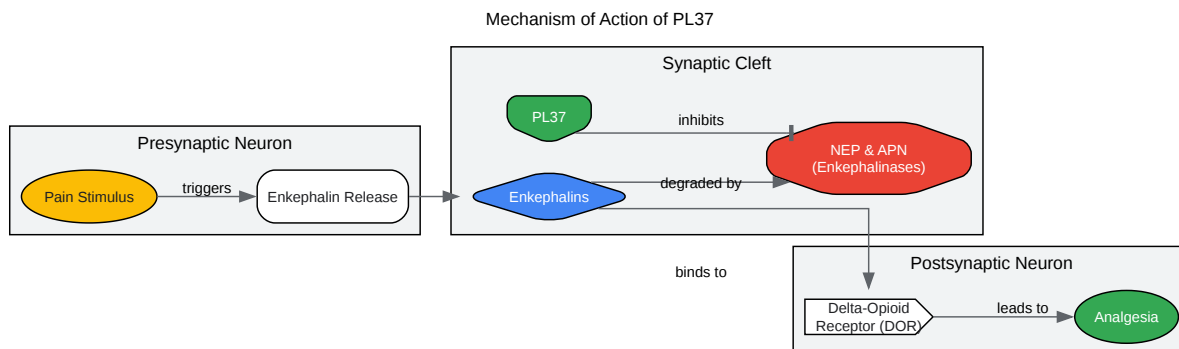 Mechanism of Action of PL37
Presynaptic Neuron
Pain Stimulus
triggers
Enkephalin Release
Synaptic Cleft
PL37
inhibits
NEP & APN
(Enkephalinases)
Enkephalins
degraded by
binds to
Postsynaptic Neuron
Delta-Opioid
Receptor (DOR)
leads to
Analgesia